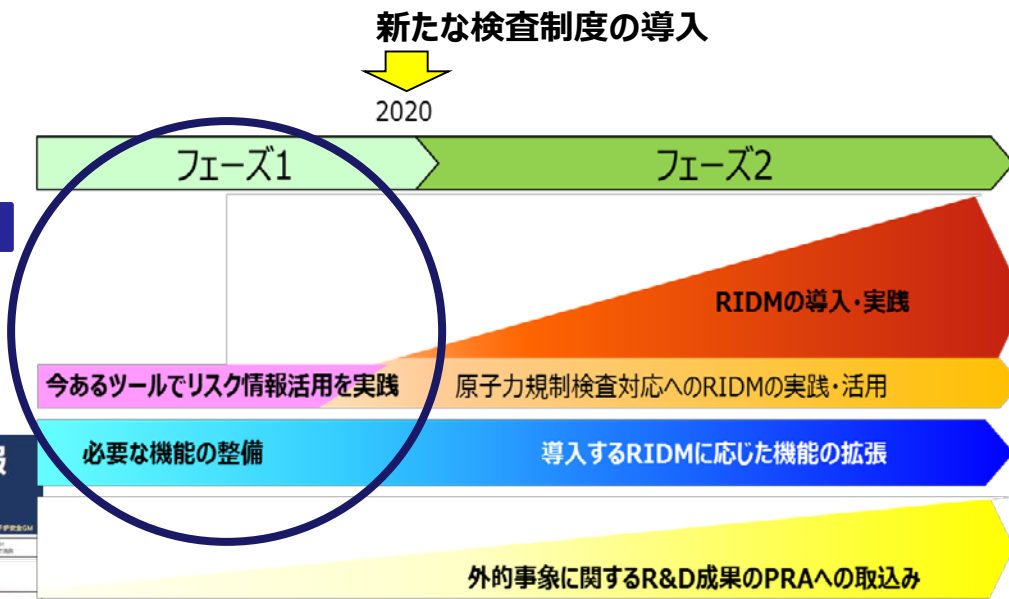 新たな検査制度の導入
2020
フェーズ1
フェーズ2
RIDMの導入・実践
今あるツールでリスク情報活用を実践
原子力規制検査対応へのRIDMの実践・活用
必要な機能の整備
導入するRIDMに応じた機能の拡張
報
外的事象に関するR&D成果のPRAへの取込み